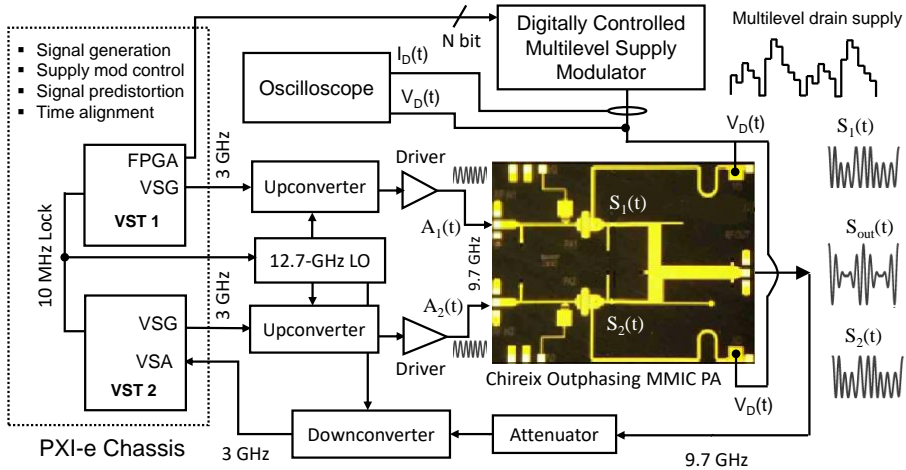 Signal generation
Supply mod control
Signal predistortion
Time alignment
N bit
Digitally Controlled
Multilevel Supply
Modulator
Multilevel drain supply
Oscilloscope
I_D(t)
V_D(t)
V_D(t)
S_1(t)
FPGA
VSG
VST 1
3 GHz
Upconverter
Driver
A_1(t)
S_1(t)
10 MHz Lock
12.7-GHz LO
9.7 GHz
S_out(t)
VSG
VSA
VST 2
3 GHz
Upconverter
Driver
A_2(t)
S_2(t)
S_2(t)
Chireix Outphasing MMIC PA
V_D(t)
PXI-e Chassis
3 GHz
Downconverter
Attenuator
9.7 GHz